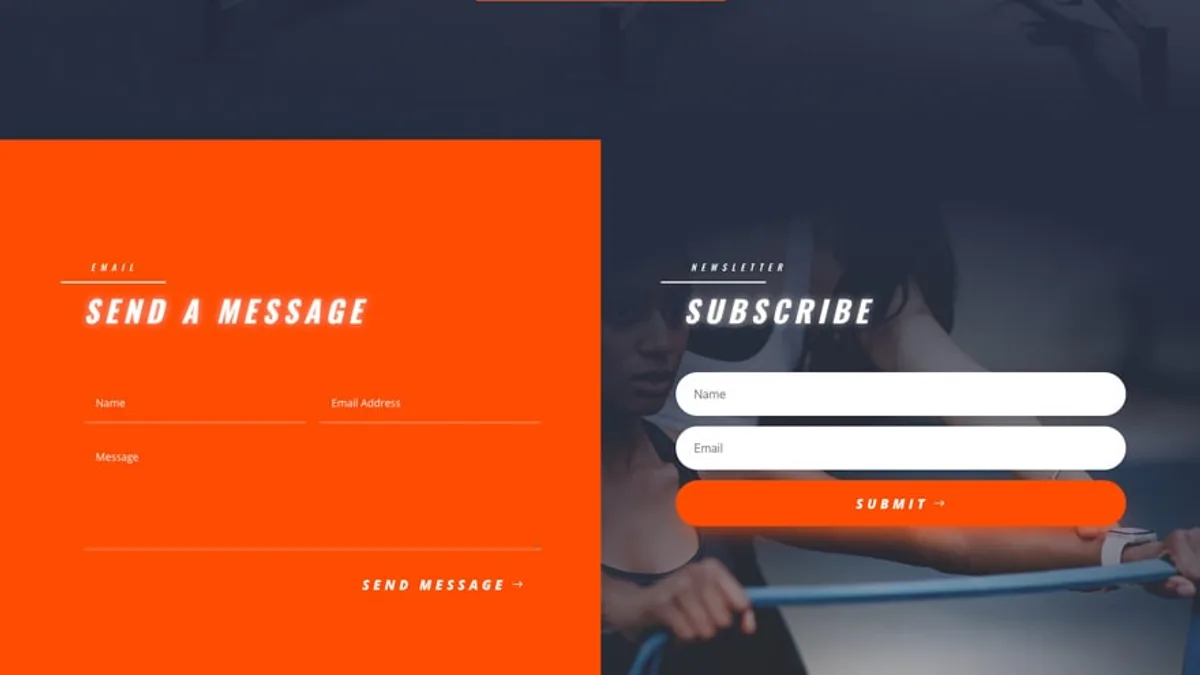 EMAIL
SEND A MESSAGE
Name
Email Address
Message
SEND MESSAGE →
NEWSLETTER
SUBSCRIBE
Name
Email
SUBMIT →